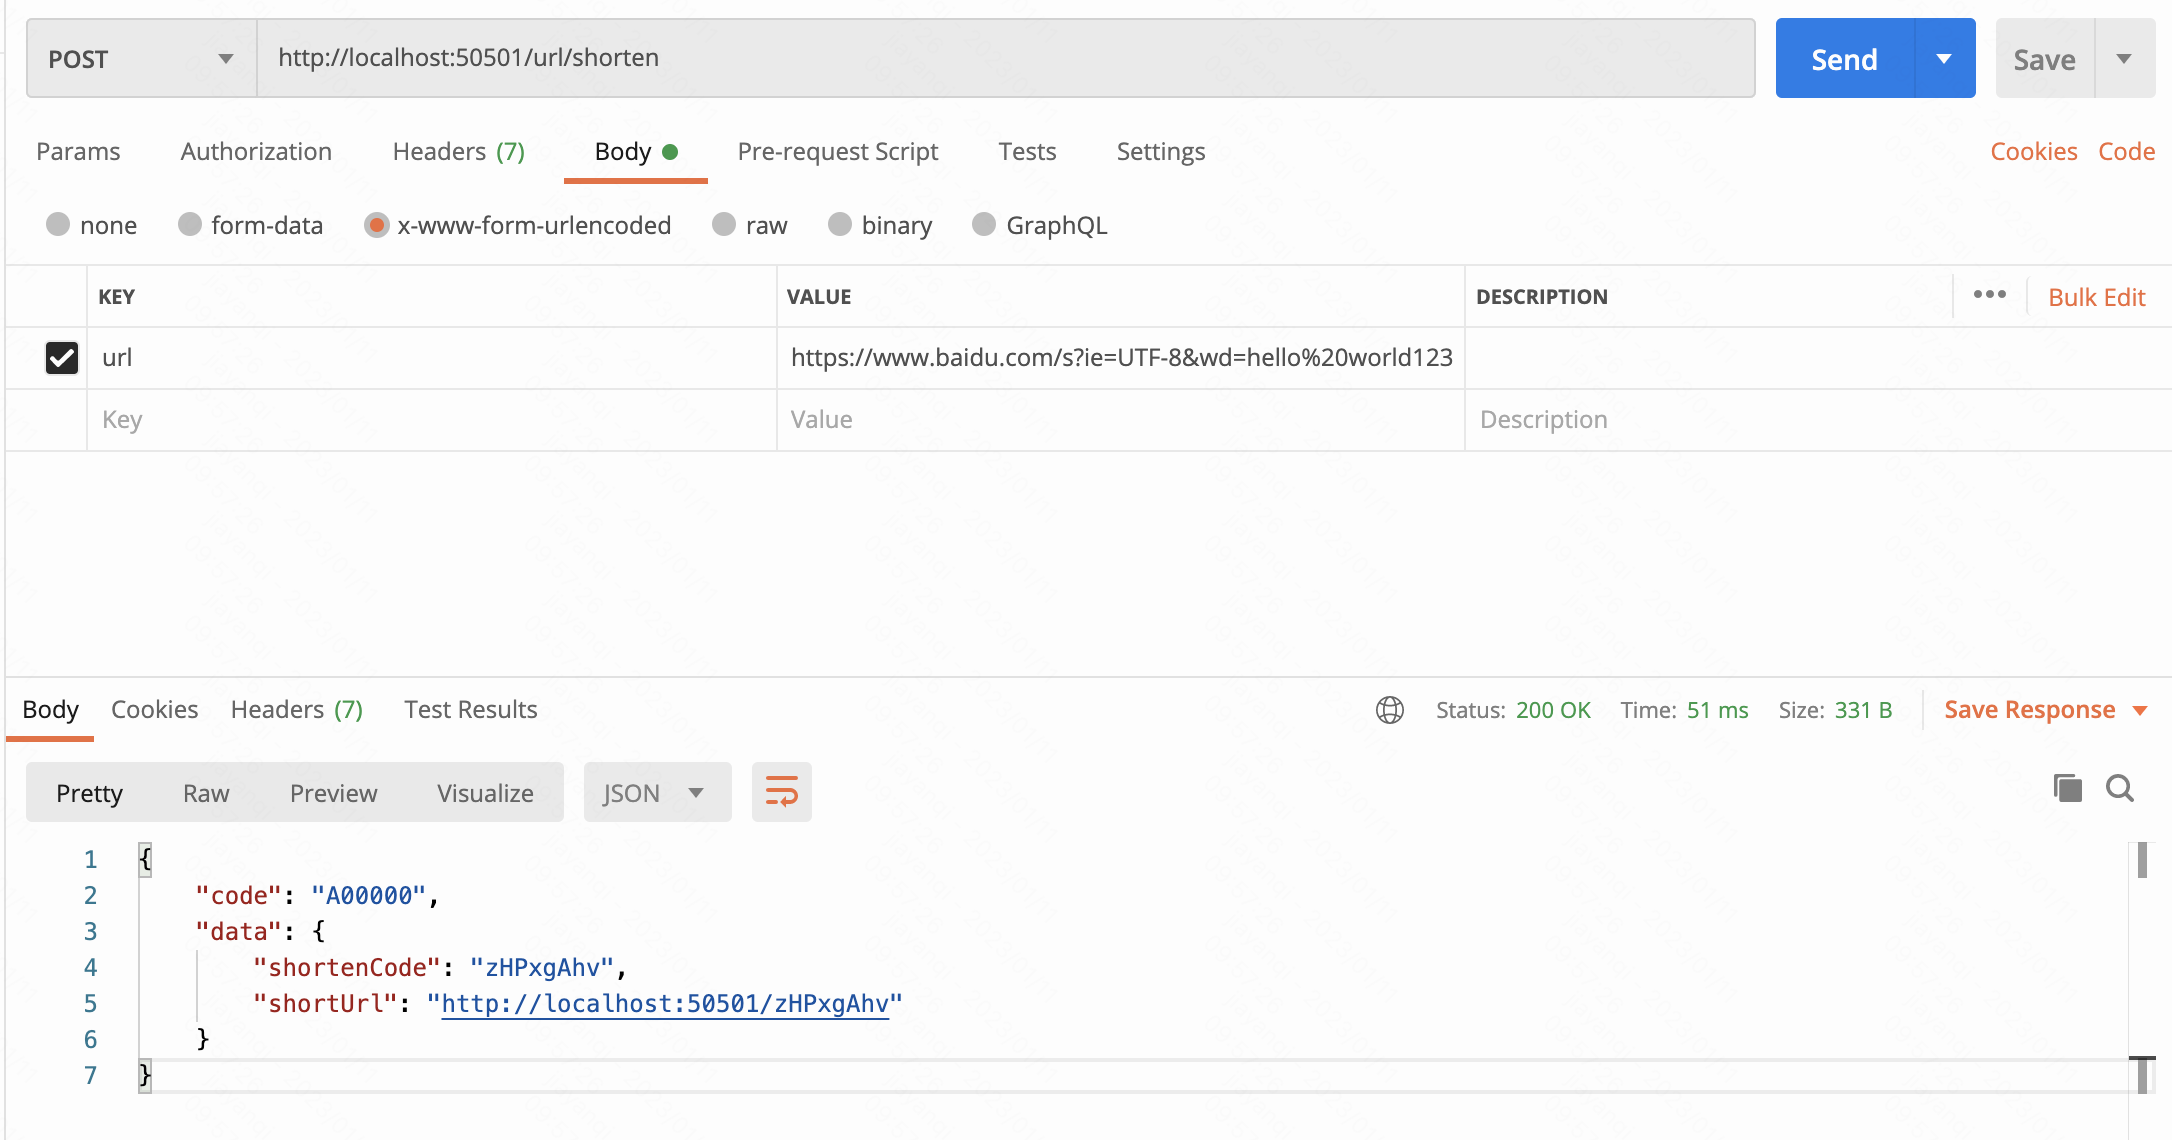 POST http://localhost:50501/url/shorten Send Save
Params Authorization Headers (7) Body Pre-request Script Tests Settings Cookies Code
none form-data x-www-form-urlencoded raw binary GraphQL
KEY VALUE DESCRIPTION ••• Bulk Edit
url https://www.baidu.com/s?ie=UTF-8&wd=hello%20world123
Key Value Description
Body Cookies Headers (7) Test Results Status: 200 OK Time: 51 ms Size: 331 B Save Response
Pretty Raw Preview Visualize JSON
1 {
2 "code": "A00000",
3 "data": {
4 "shortenCode": "zHPxgAhv",
5 "shortUrl": "http://localhost:50501/zHPxgAhv"
6 }
7 }